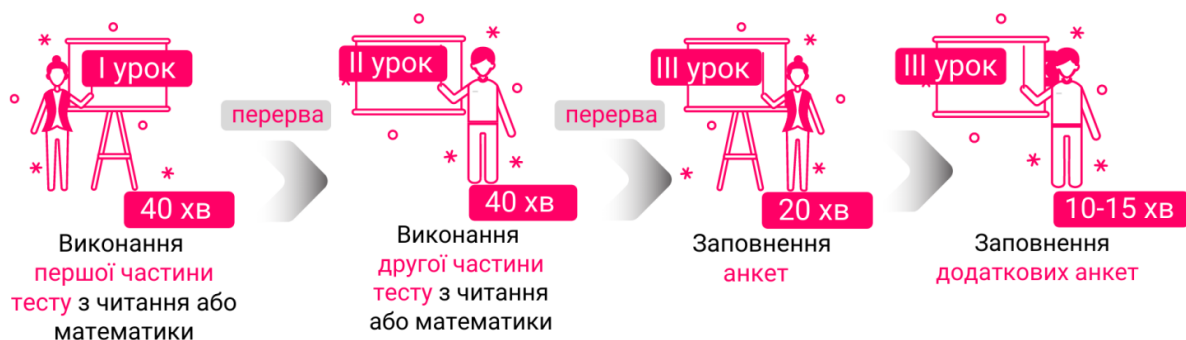 I урок
40 хв
Виконання
першої частини
тесту з читання або
математики
перерва
II урок
40 хв
Виконання
другої частини
тесту з читання
або математики
перерва
III урок
20 хв
Заповнення
анкет
III урок
10-15 хв
Заповнення
додаткових анкет